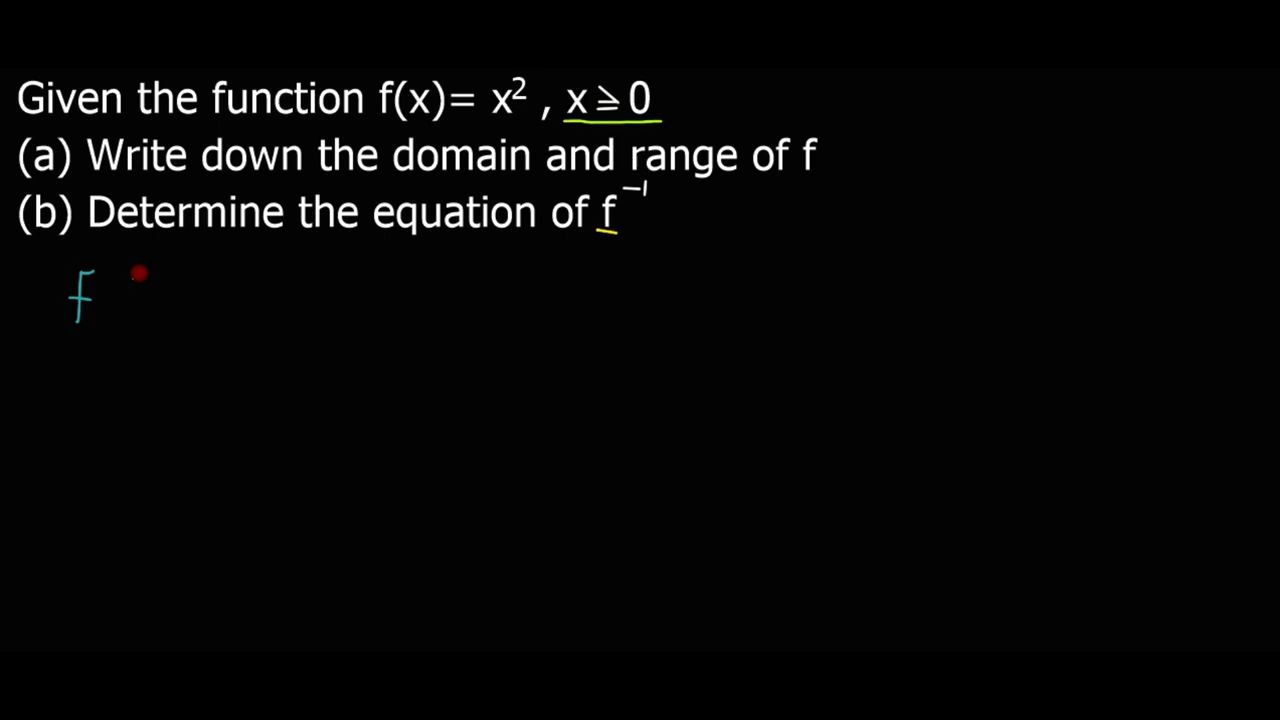 Given the function f(x)= x² , x ≥ 0
(a) Write down the domain and range of f
(b) Determine the equation of f⁻¹
f